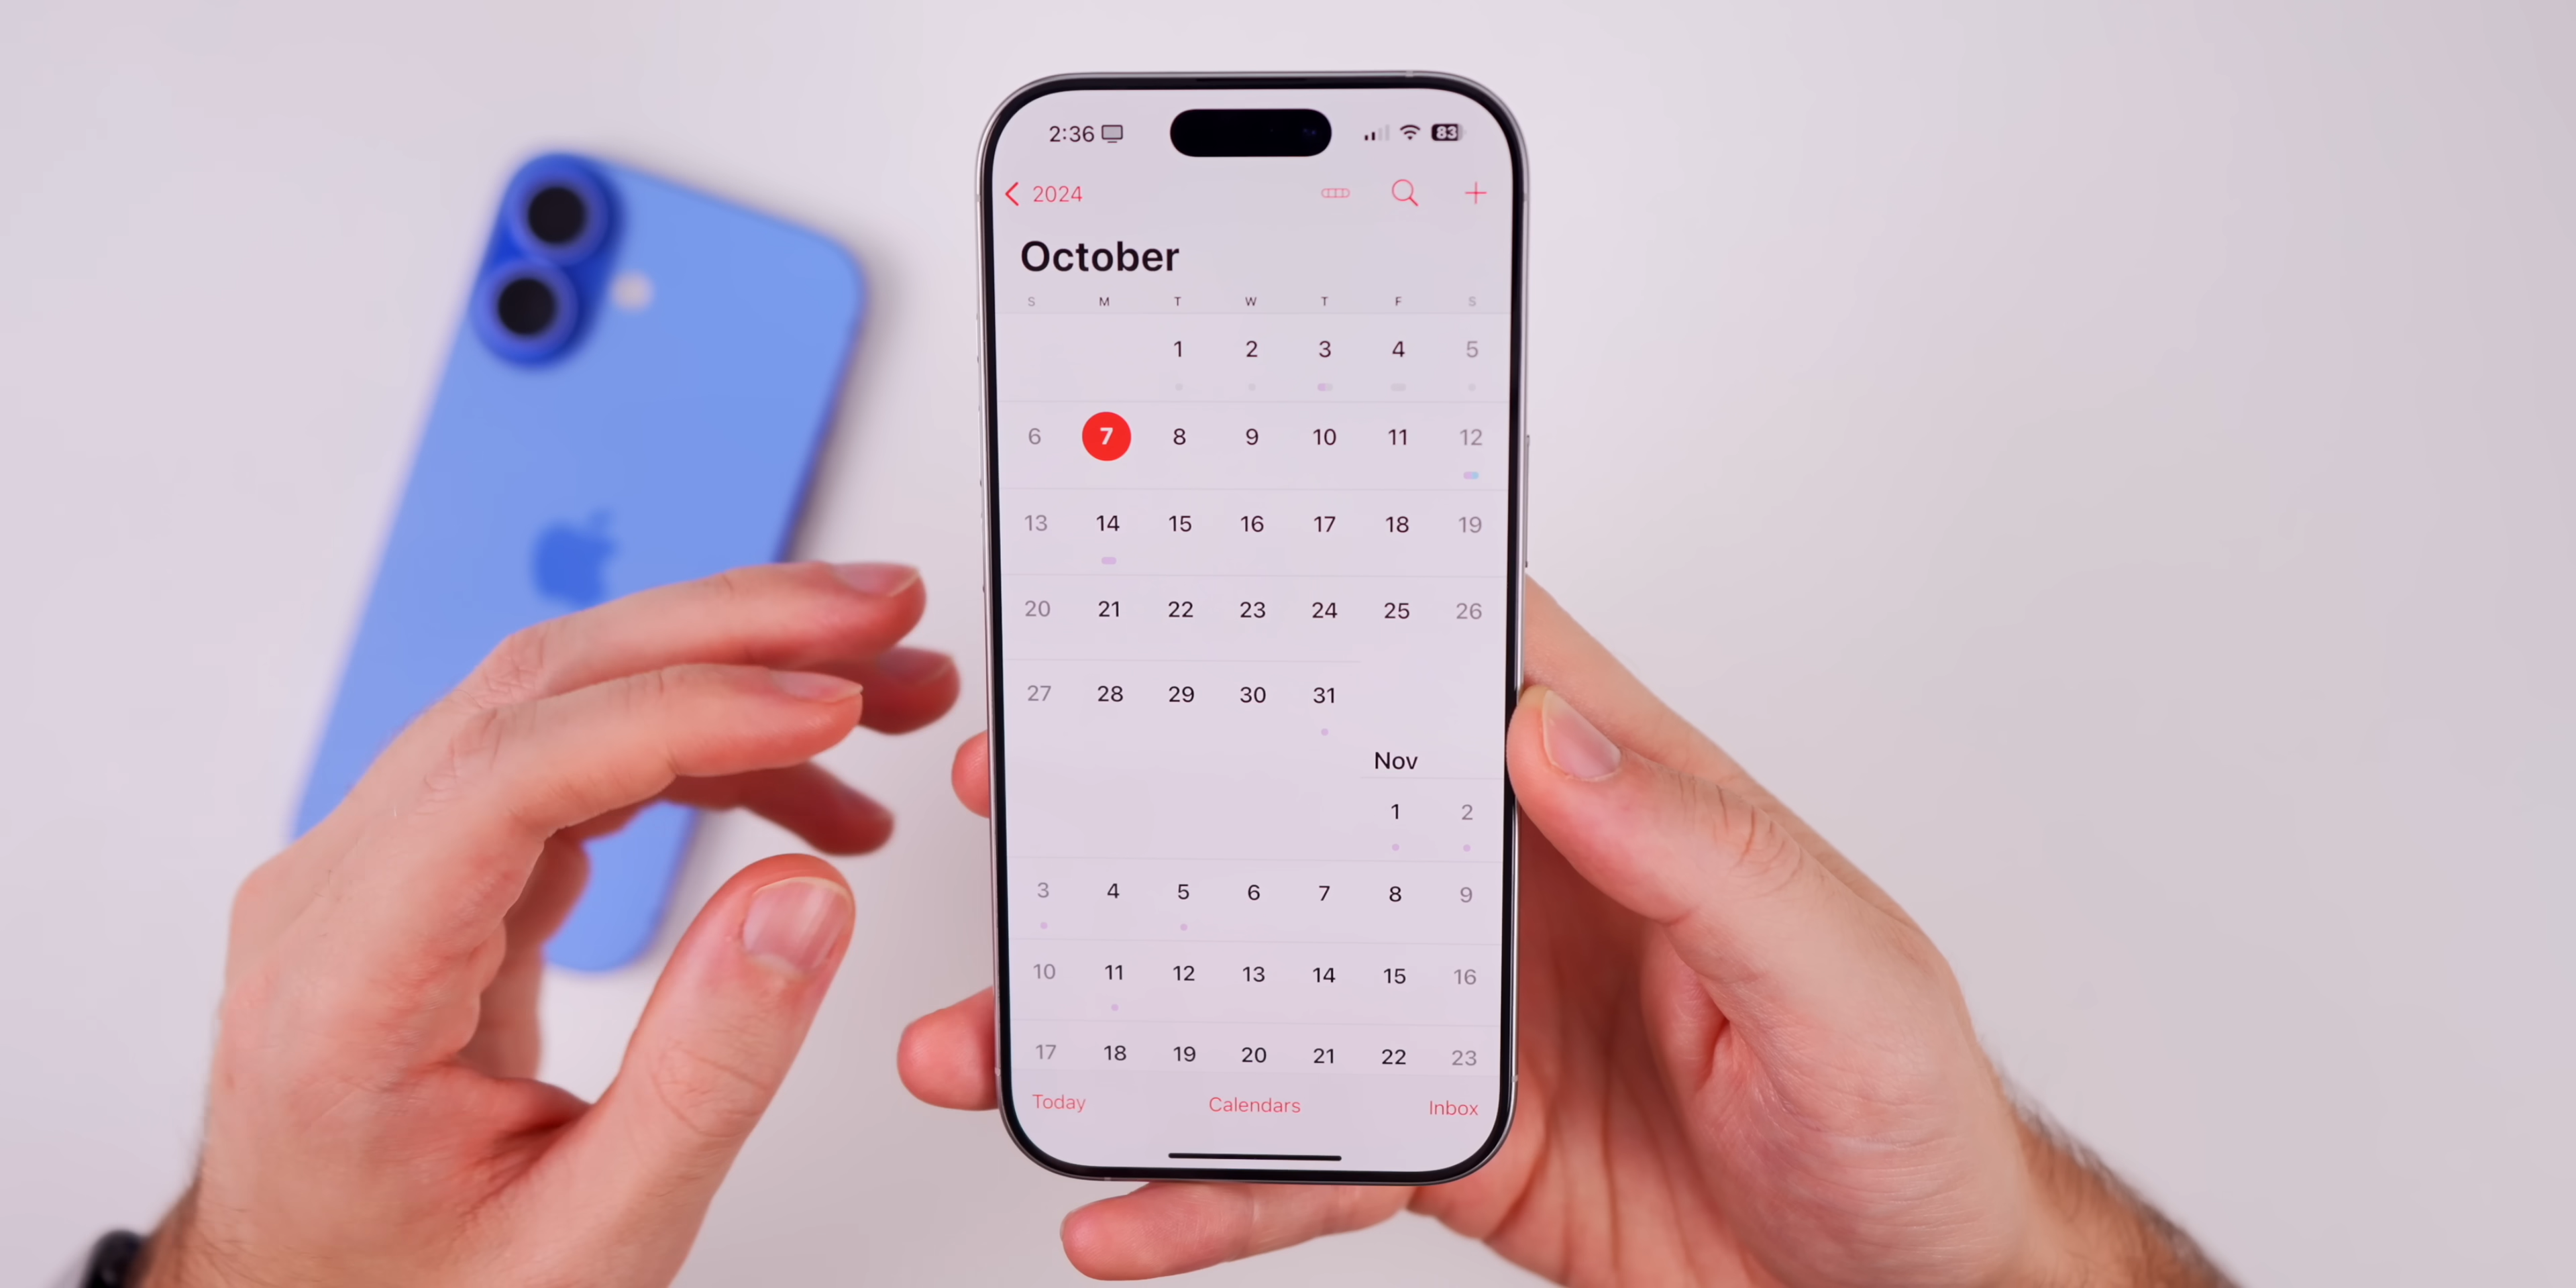 2:36 83
2024
October
S M T W T F S
1 2 3 4 5
6 7 8 9 10 11 12
13 14 15 16 17 18 19
20 21 22 23 24 25 26
27 28 29 30 31
Nov
1 2
3 4 5 6 7 8 9
10 11 12 13 14 15 16
17 18 19 20 21 22 23
Today Calendars Inbox